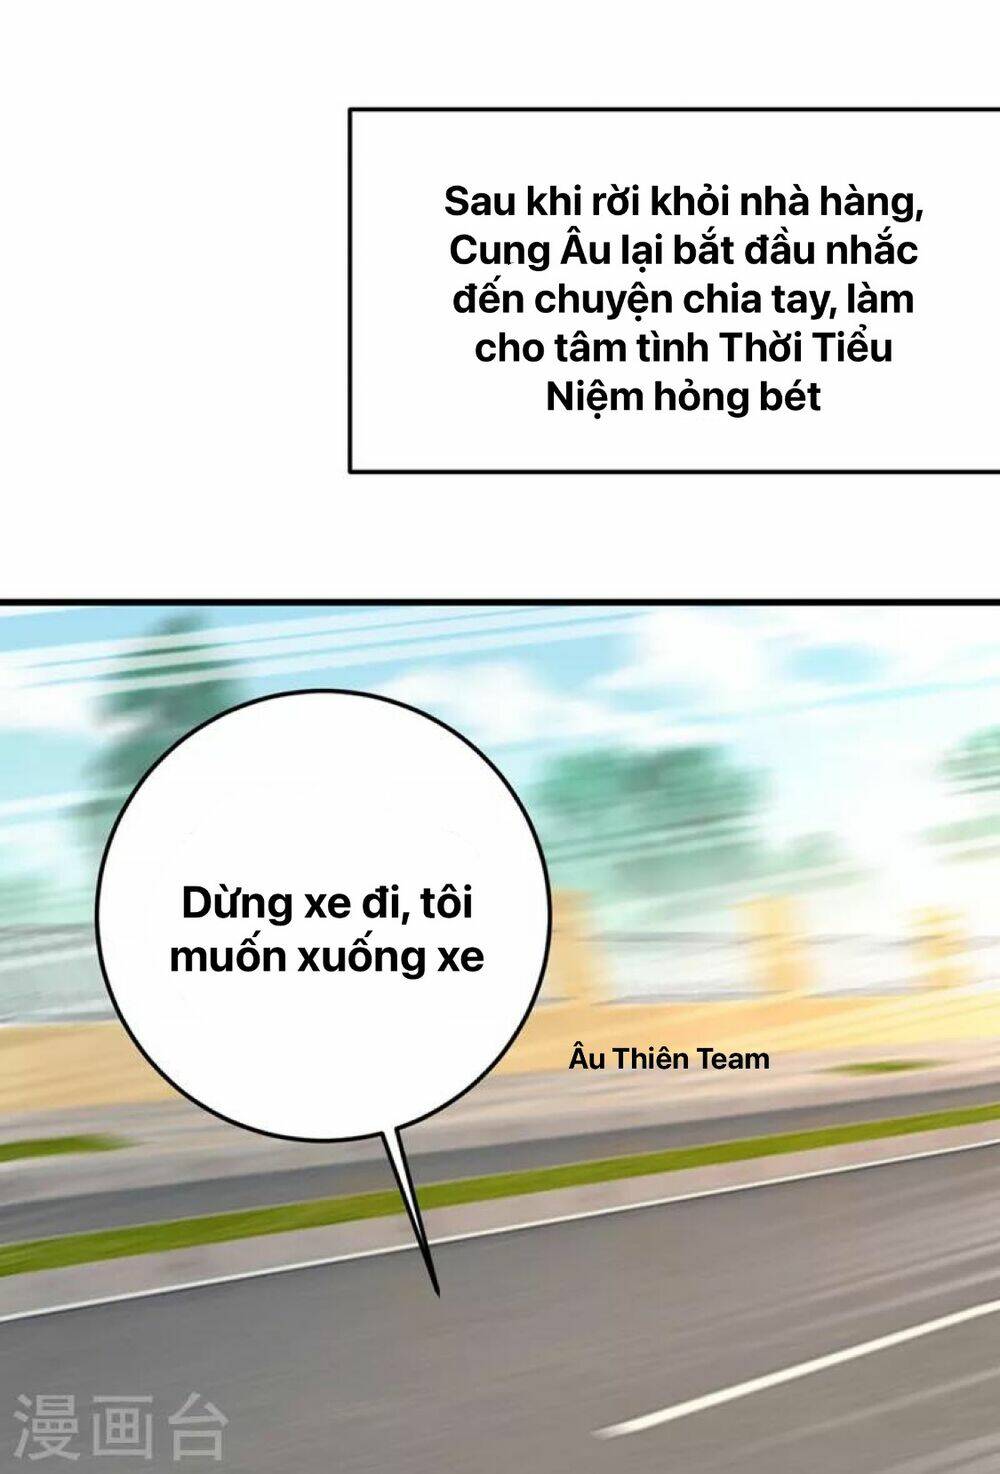 Sau khi rời khỏi nhà hàng,
Cung Âu lại bắt đầu nhắc
đến chuyện chia tay, làm
cho tâm tình Thời Tiểu
Niệm hỏng bét
Dừng xe đi, tôi
muốn xuống xe
Âu Thiên Team
漫画台